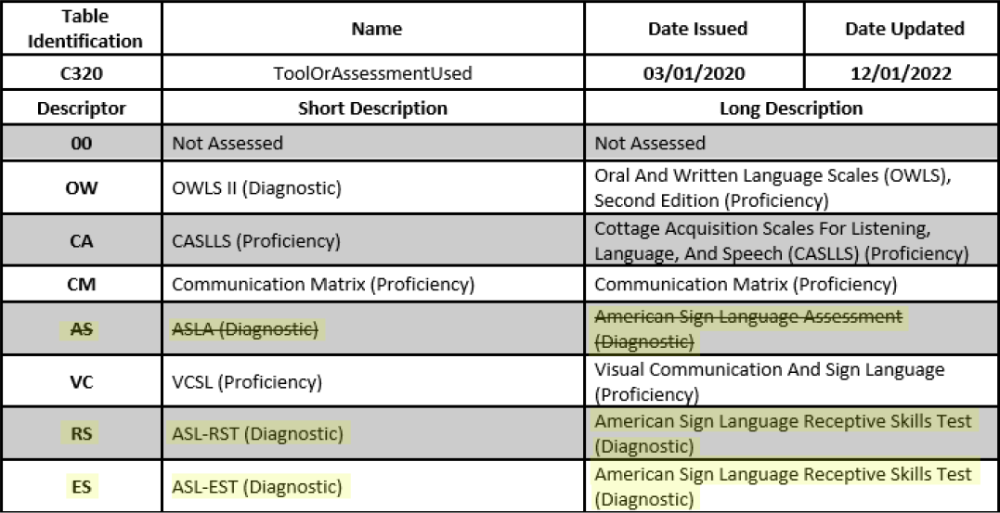 Table Identification Name Date Issued Date Updated
C320 ToolOrAssessmentUsed 03/01/2020 12/01/2022
Descriptor Short Description Long Description
00 Not Assessed Not Assessed
OW OWLS II (Diagnostic) Oral And Written Language Scales (OWLS),
Second Edition (Proficiency)
CA CASLLS (Proficiency) Cottage Acquisition Scales For Listening,
Language, And Speech (CASLLS) (Proficiency)
CM Communication Matrix (Proficiency) Communication Matrix (Proficiency)
AS ASLA (Diagnostic) American Sign Language Assessment
(Diagnostic)
VC VCSL (Proficiency) Visual Communication And Sign Language
(Proficiency)
RS ASL-RST (Diagnostic) American Sign Language Receptive Skills Test
(Diagnostic)
ES ASL-EST (Diagnostic) American Sign Language Receptive Skills Test
(Diagnostic)